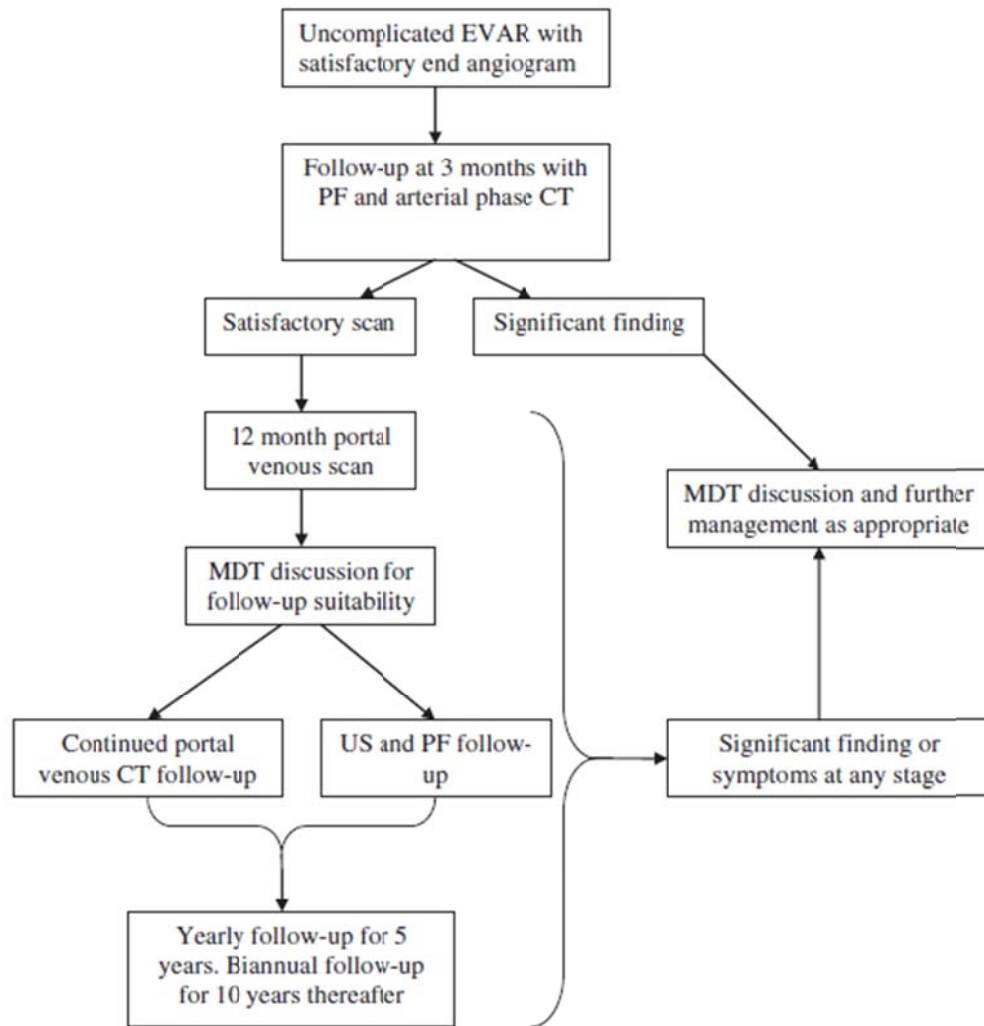 Uncomplicated EVAR with
satisfactory end angiogram
Follow-up at 3 months with
PF and arterial phase CT
Satisfactory scan
Significant finding
12 month portal
venous scan
MDT discussion and further
management as appropriate
MDT discussion for
follow-up suitability
Continued portal
venous CT follow-up
US and PF follow-
up
Significant finding or
symptoms at any stage
Yearly follow-up for 5
years. Biannual follow-up
for 10 years thereafter